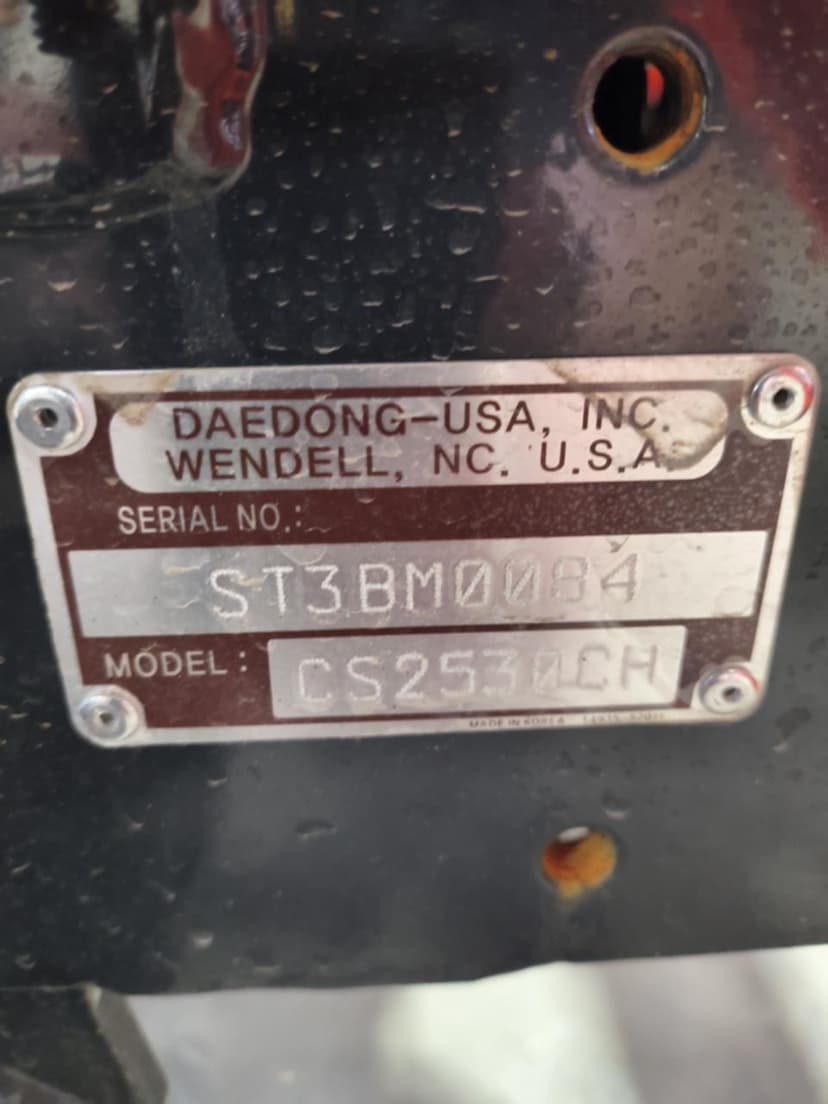 DAEDONG-USA, INC.
WENDELL, NC. U.S.A.
SERIAL NO.:
ST3BM0084
MODEL: CS2530CH
MADE IN KOREA